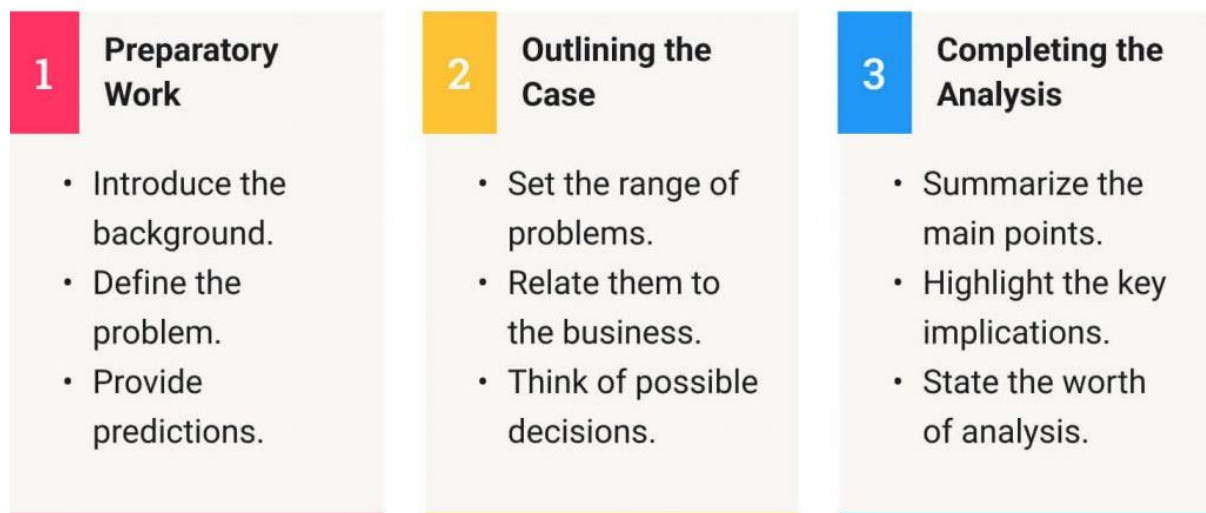 1
Preparatory
Work
• Introduce the
background.
• Define the
problem.
• Provide
predictions.
2
Outlining the
Case
• Set the range of
problems.
• Relate them to
the business.
• Think of possible
decisions.
3
Completing the
Analysis
• Summarize the
main points.
• Highlight the key
implications.
• State the worth
of analysis.